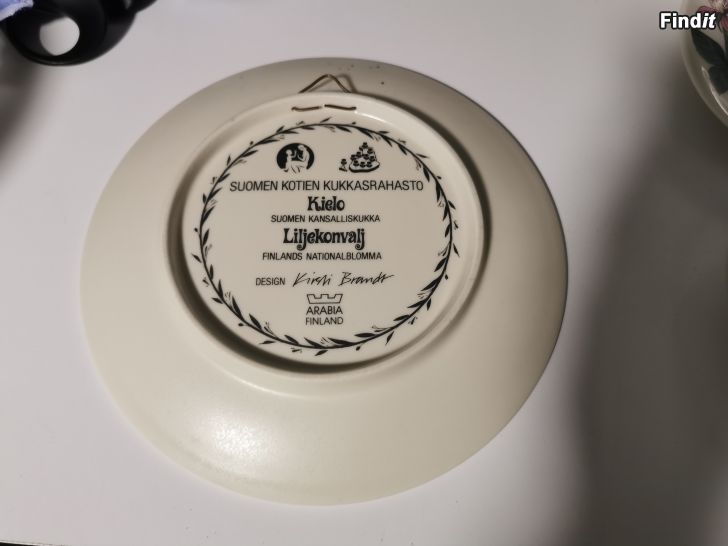 Findit
SUOMEN KOTIEN KUKKASRAHASTO
Kielo
SUOMEN KANSALLISKUKKA
Liljekonvalj
FINLANDS NATIONALBLOMMA
DESIGN Kirsti Brandt
ARABIA
FINLAND